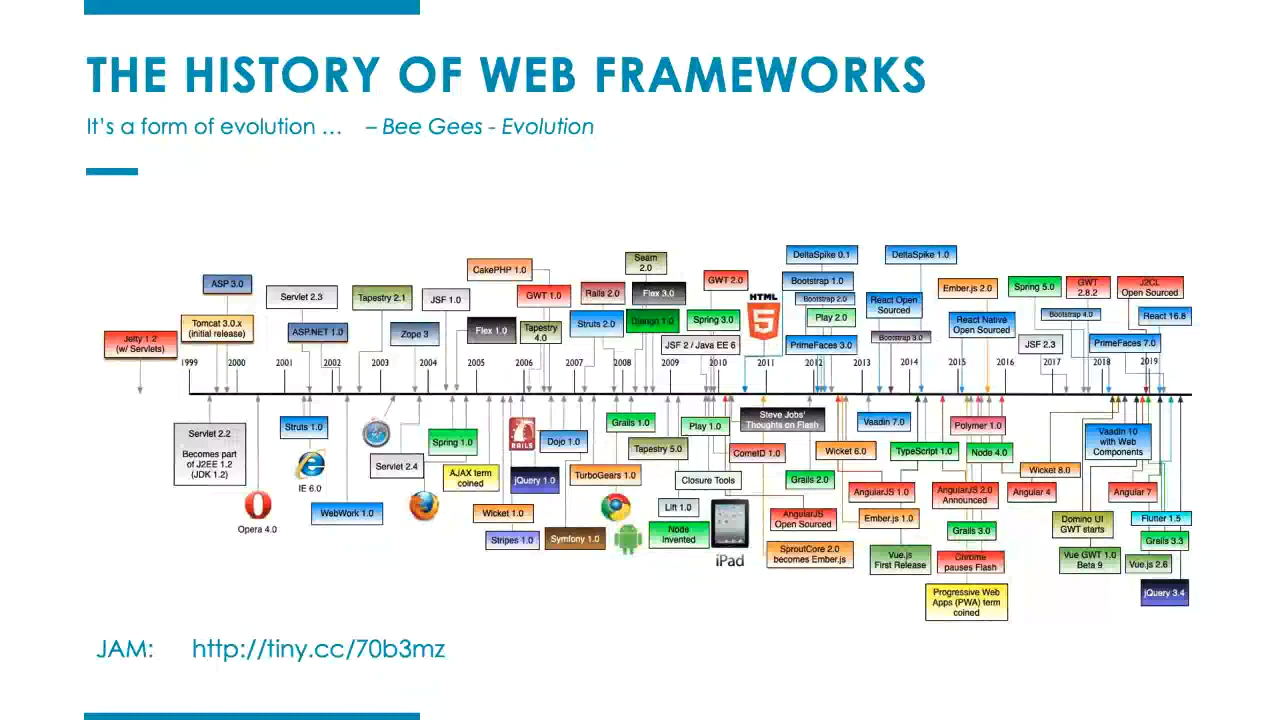 THE HISTORY OF WEB FRAMEWORKS
It's a form of evolution … – Bee Gees - Evolution
DeltaSpike 0.1
DeltaSpike 1.0
Seam
2.0
CakePHP 1.0
ASP 3.0
GWT 2.0
Bootstrap 1.0
Ember.js 2.0
Spring 5.0
GWT
2.8.2
J2CL
Open Sourced
Servlet 2.3
Tapestry 2.1
JSF 1.0
GWT 1.0
Rails 2.0
Flex 3.0
HTML
5
Bootstrap 2.0
React Open
Sourced
Tomcat 3.0.x
(initial release)
ASP.NET 1.0
Zope 3
Flex 1.0
Tapestry
4.0
Struts 2.0
Django 1.0
Spring 3.0
Play 2.0
React Native
Open Sourced
Bootstrap 4.0
React 16.8
Jetty 1.2
(w/ Servlets)
JSF 2 / Java EE 6
PrimeFaces 3.0
Bootstrap 3.0
JSF 2.3
PrimeFaces 7.0
1999 2000 2001 2002 2003 2004 2005 2006 2007 2008 2009 2010 2011 2012 2013 2014 2015 2016 2017 2018 2019
Servlet 2.2
Becomes part
of J2EE 1.2
(JDK 1.2)
Struts 1.0
Spring 1.0
RAILS
Dojo 1.0
Grails 1.0
Play 1.0
Steve Jobs'
Thoughts on Flash
Vaadin 7.0
Polymer 1.0
Vaadin 10
with Web
Components
IE 6.0
Servlet 2.4
AJAX term
coined
jQuery 1.0
Tapestry 5.0
CometD 1.0
Wicket 6.0
TypeScript 1.0
Node 4.0
TurboGears 1.0
Closure Tools
Grails 2.0
Wicket 8.0
Opera 4.0
WebWork 1.0
Wicket 1.0
Lift 1.0
AngularJS 1.0
AngularJS 2.0
Announced
Angular 4
Angular 7
Stripes 1.0
Symfony 1.0
Node
Invented
AngularJS
Open Sourced
Ember.js 1.0
Grails 3.0
Domino UI
GWT starts
Flutter 1.5
iPad
SproutCore 2.0
becomes Ember.js
Vue.js
First Release
Chrome
pauses Flash
Grails 3.3
Vue GWT 1.0
Beta 9
Vue.js 2.6
Progressive Web
Apps (PWA) term
coined
jQuery 3.4
JAM: http://tiny.cc/70b3mz